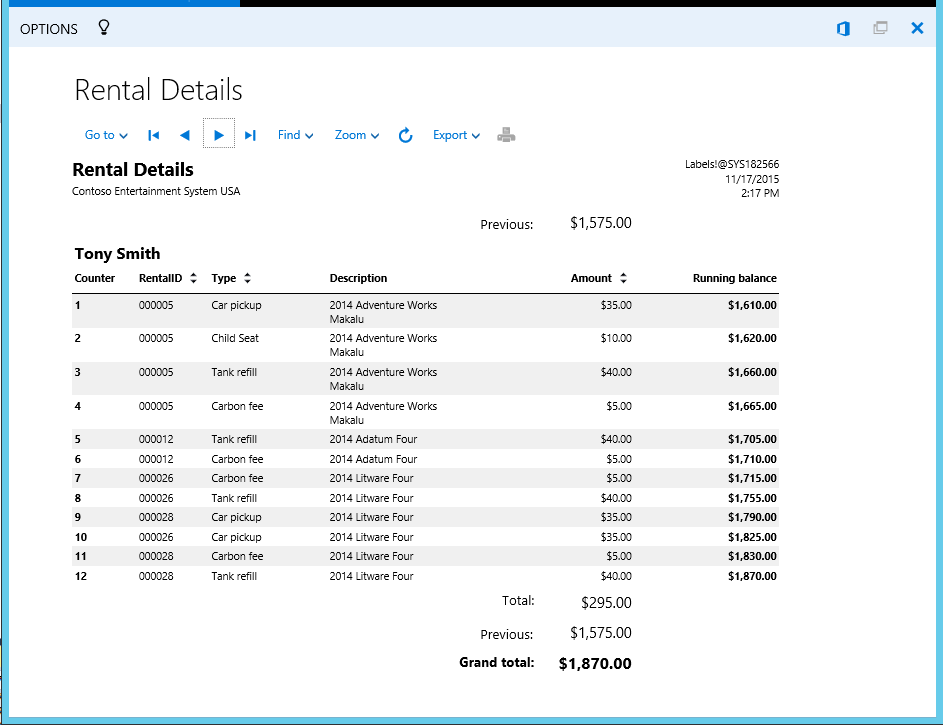 OPTIONS
Rental Details
Go to Find Zoom Export
Rental Details
Labels!@SYS182566
Contoso Entertainment System USA
11/17/2015
2:17 PM
Previous: $1,575.00
Tony Smith
Counter RentalID Type Description Amount Running balance
1 000005 Car pickup 2014 Adventure Works $35.00 $1,610.00
Makalu
2 000005 Child Seat 2014 Adventure Works $10.00 $1,620.00
Makalu
3 000005 Tank refill 2014 Adventure Works $40.00 $1,660.00
Makalu
4 000005 Carbon fee 2014 Adventure Works $5.00 $1,665.00
Makalu
5 000012 Tank refill 2014 Adatum Four $40.00 $1,705.00
6 000012 Carbon fee 2014 Adatum Four $5.00 $1,710.00
7 000026 Carbon fee 2014 Litware Four $5.00 $1,715.00
8 000026 Tank refill 2014 Litware Four $40.00 $1,755.00
9 000028 Car pickup 2014 Litware Four $35.00 $1,790.00
10 000026 Car pickup 2014 Litware Four $35.00 $1,825.00
11 000028 Carbon fee 2014 Litware Four $5.00 $1,830.00
12 000028 Tank refill 2014 Litware Four $40.00 $1,870.00
Total: $295.00
Previous: $1,575.00
Grand total: $1,870.00